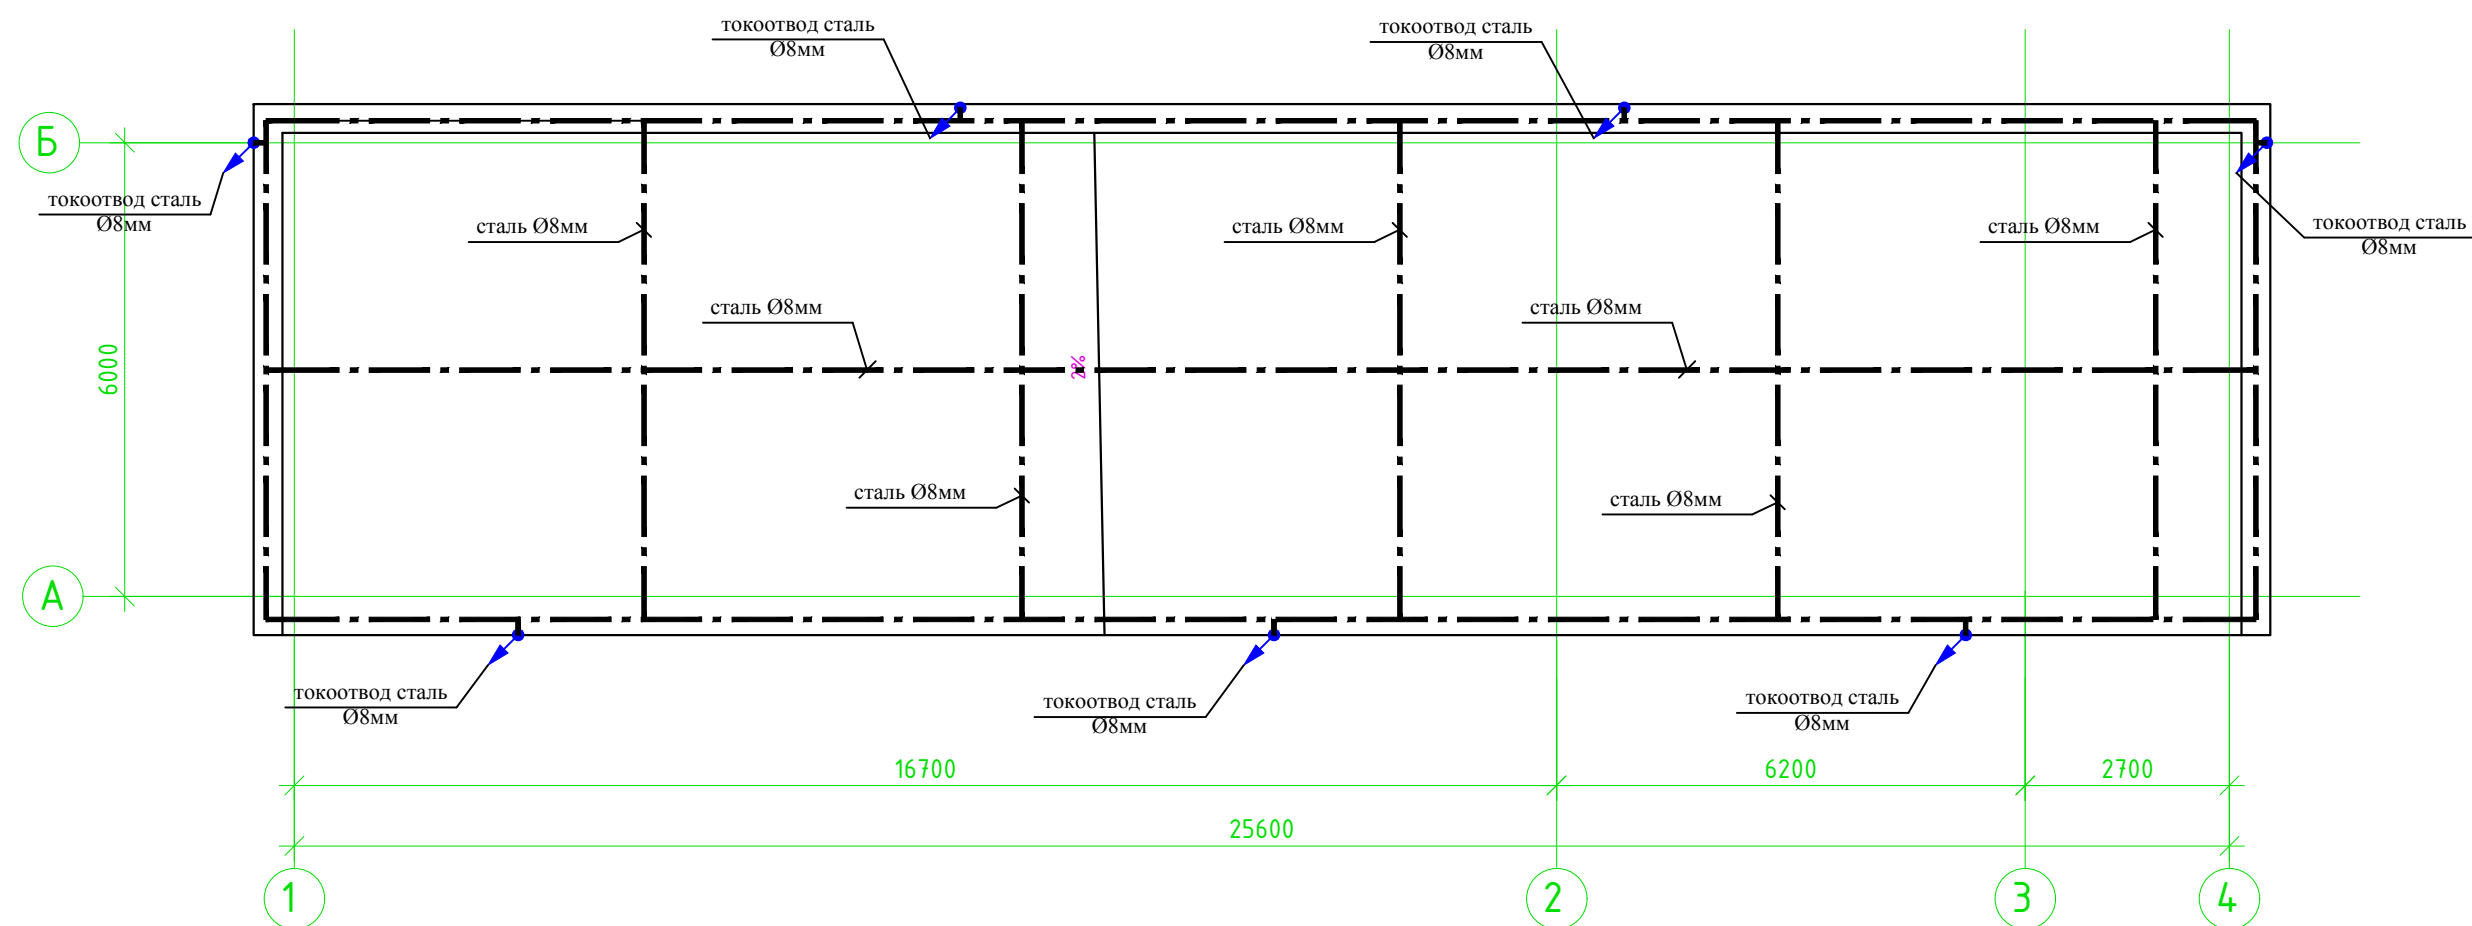 токоотвод сталь
Ø8мм
токоотвод сталь
Ø8мм
Б
токоотвод сталь
Ø8мм
токоотвод сталь
Ø8мм
сталь Ø8мм
сталь Ø8мм
сталь Ø8мм
сталь Ø8мм
сталь Ø8мм
6000
2%
сталь Ø8мм
сталь Ø8мм
А
токоотвод сталь
Ø8мм
токоотвод сталь
Ø8мм
токоотвод сталь
Ø8мм
16700
6200
2700
25600
1
2
3
4